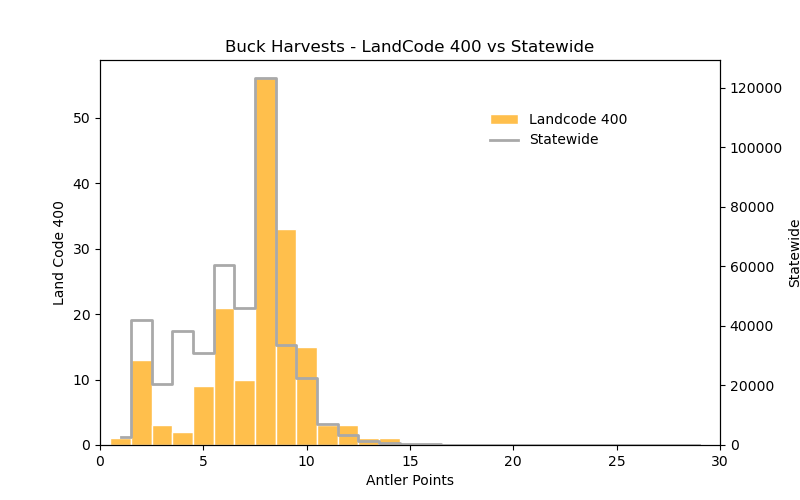 Buck Harvests - LandCode 400 vs Statewide
Landcode 400
Statewide
Land Code 400
50
40
30
20
10
0
120000
100000
80000
60000
40000
20000
0
Statewide
0 5 10 15 20 25 30
Antler Points